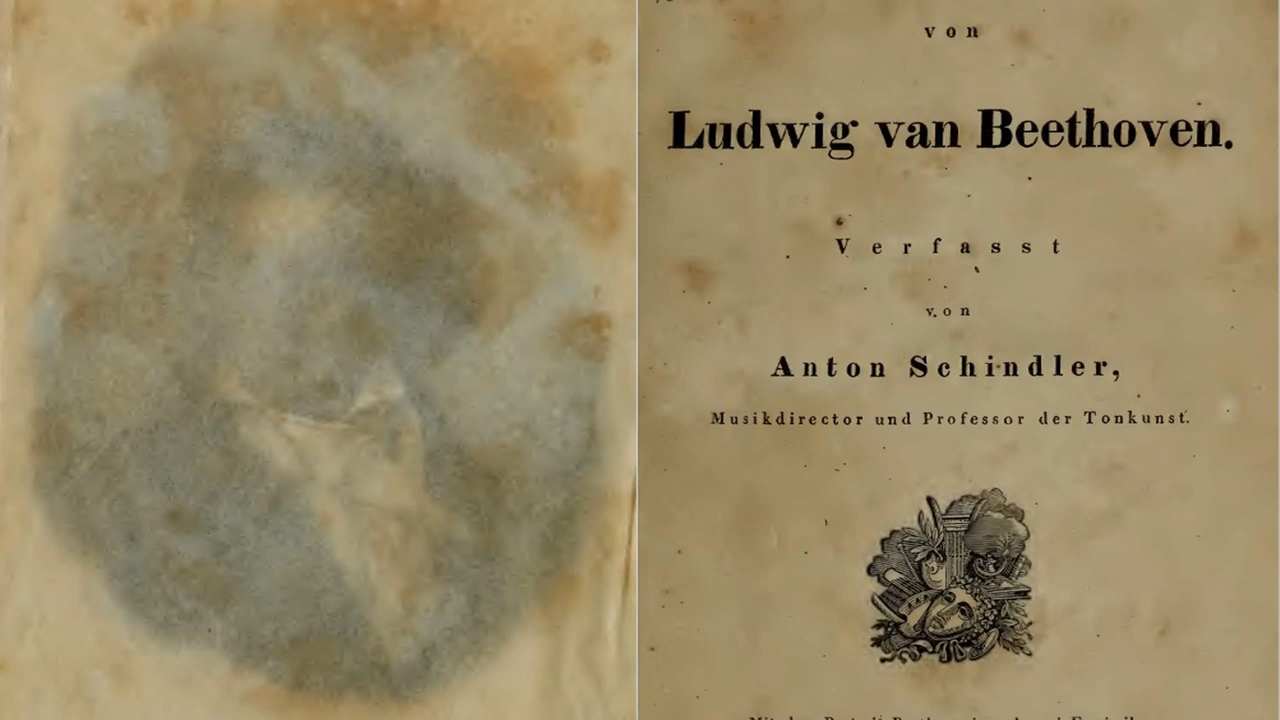 von
Ludwig van Beethoven.
Verfasst
von
Anton Schindler,
Musikdirector und Professor der Tonkunst.